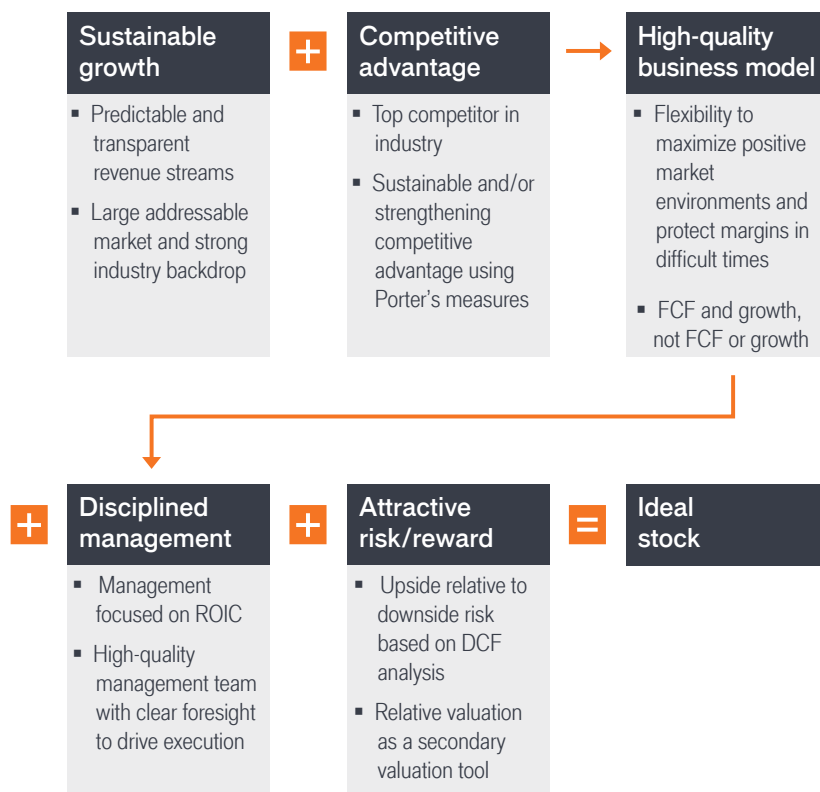 Sustainable
growth
+
Competitive
advantage
High-quality
business model
▪ Predictable and
transparent
revenue streams
▪ Large addressable
market and strong
industry backdrop
▪ Top competitor in
industry
▪ Sustainable and/or
strengthening
competitive
advantage using
Porter’s measures
▪ Flexibility to
maximize positive
market
environments and
protect margins in
difficult times
▪ FCF and growth,
not FCF or growth
+
Disciplined
management
+
Attractive
risk/reward
=
Ideal
stock
▪ Management
focused on ROIC
▪ High-quality
management team
with clear foresight
to drive execution
▪ Upside relative to
downside risk
based on DCF
analysis
▪ Relative valuation
as a secondary
valuation tool